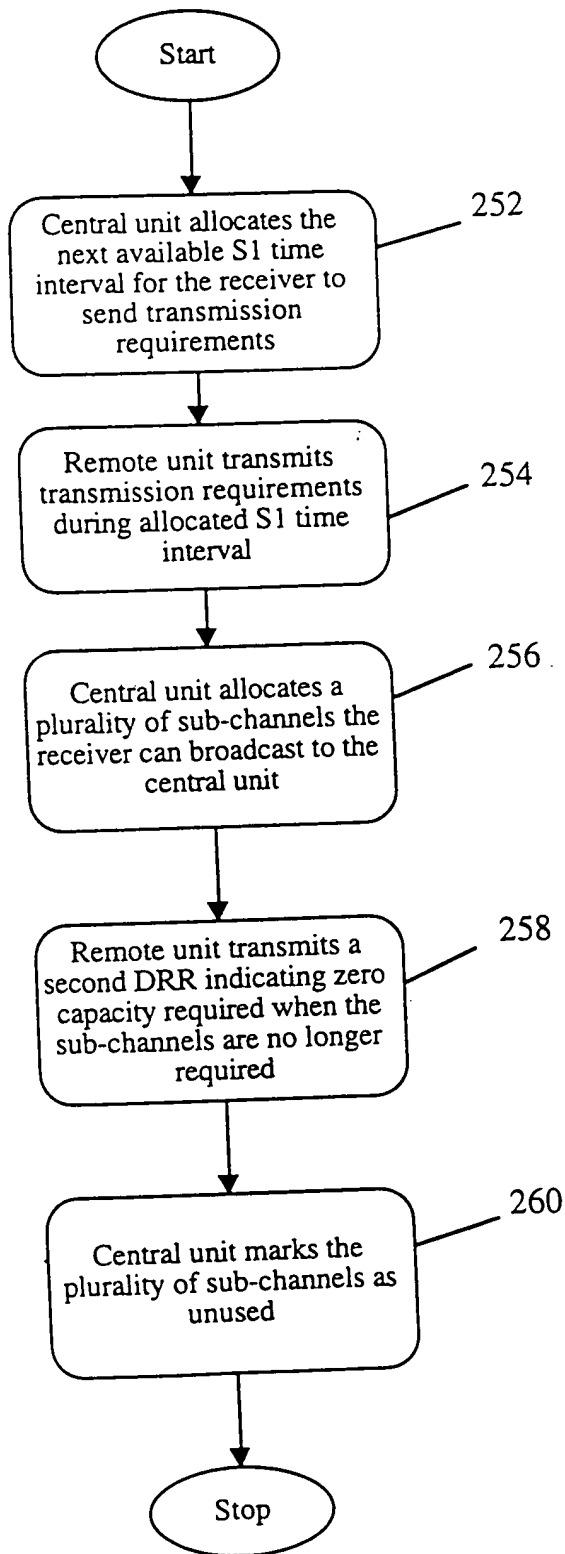 Start
252
Central unit allocates the
next available S1 time
interval for the receiver to
send transmission
requirements
254
Remote unit transmits
transmission requirements
during allocated S1 time
interval
256
Central unit allocates a
plurality of sub-channels the
receiver can broadcast to the
central unit
258
Remote unit transmits a
second DRR indicating zero
capacity required when the
sub-channels are no longer
required
260
Central unit marks the
plurality of sub-channels as
unused
Stop